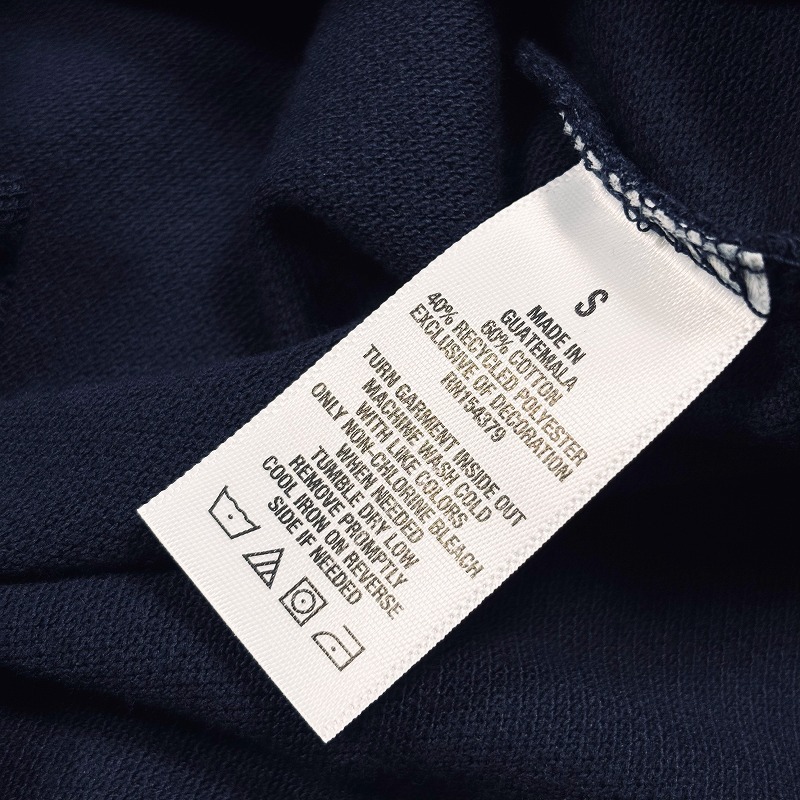 S
MADE IN
GUATEMALA
60% COTTON
40% RECYCLED POLYESTER
EXCLUSIVE OF DECORATION
RN154379
TURN GARMENT INSIDE OUT
MACHINE WASH COLD
WITH LIKE COLORS
ONLY NON-CHLORINE BLEACH
WHEN NEEDED
TUMBLE DRY LOW
REMOVE PROMPTLY
COOL IRON ON REVERSE
SIDE IF NEEDED